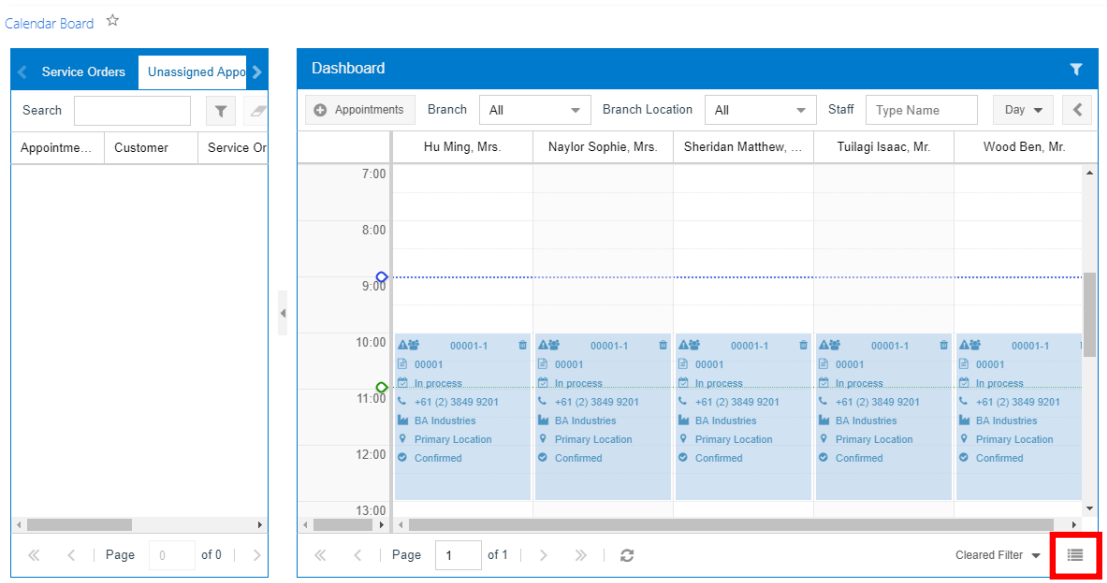 Calendar Board
Service Orders Unassigned Appo
Search
Appointme... Customer Service Or
Page 0 of 0
Dashboard
Appointments Branch All Branch Location All Staff Type Name Day
Hu Ming, Mrs. Naylor Sophie, Mrs. Sheridan Matthew, ... Tuilagi Isaac, Mr. Wood Ben, Mr.
7:00
8:00
9:00
10:00 00001-1 00001-1 00001-1 00001-1 00001-1
00001 00001 00001 00001 00001
In process In process In process In process In process
11:00 +61 (2) 3849 9201 +61 (2) 3849 9201 +61 (2) 3849 9201 +61 (2) 3849 9201 +61 (2) 3849 9201
BA Industries BA Industries BA Industries BA Industries BA Industries
Primary Location Primary Location Primary Location Primary Location Primary Location
12:00 Confirmed Confirmed Confirmed Confirmed Confirmed
13:00
Page 1 of 1 Cleared Filter